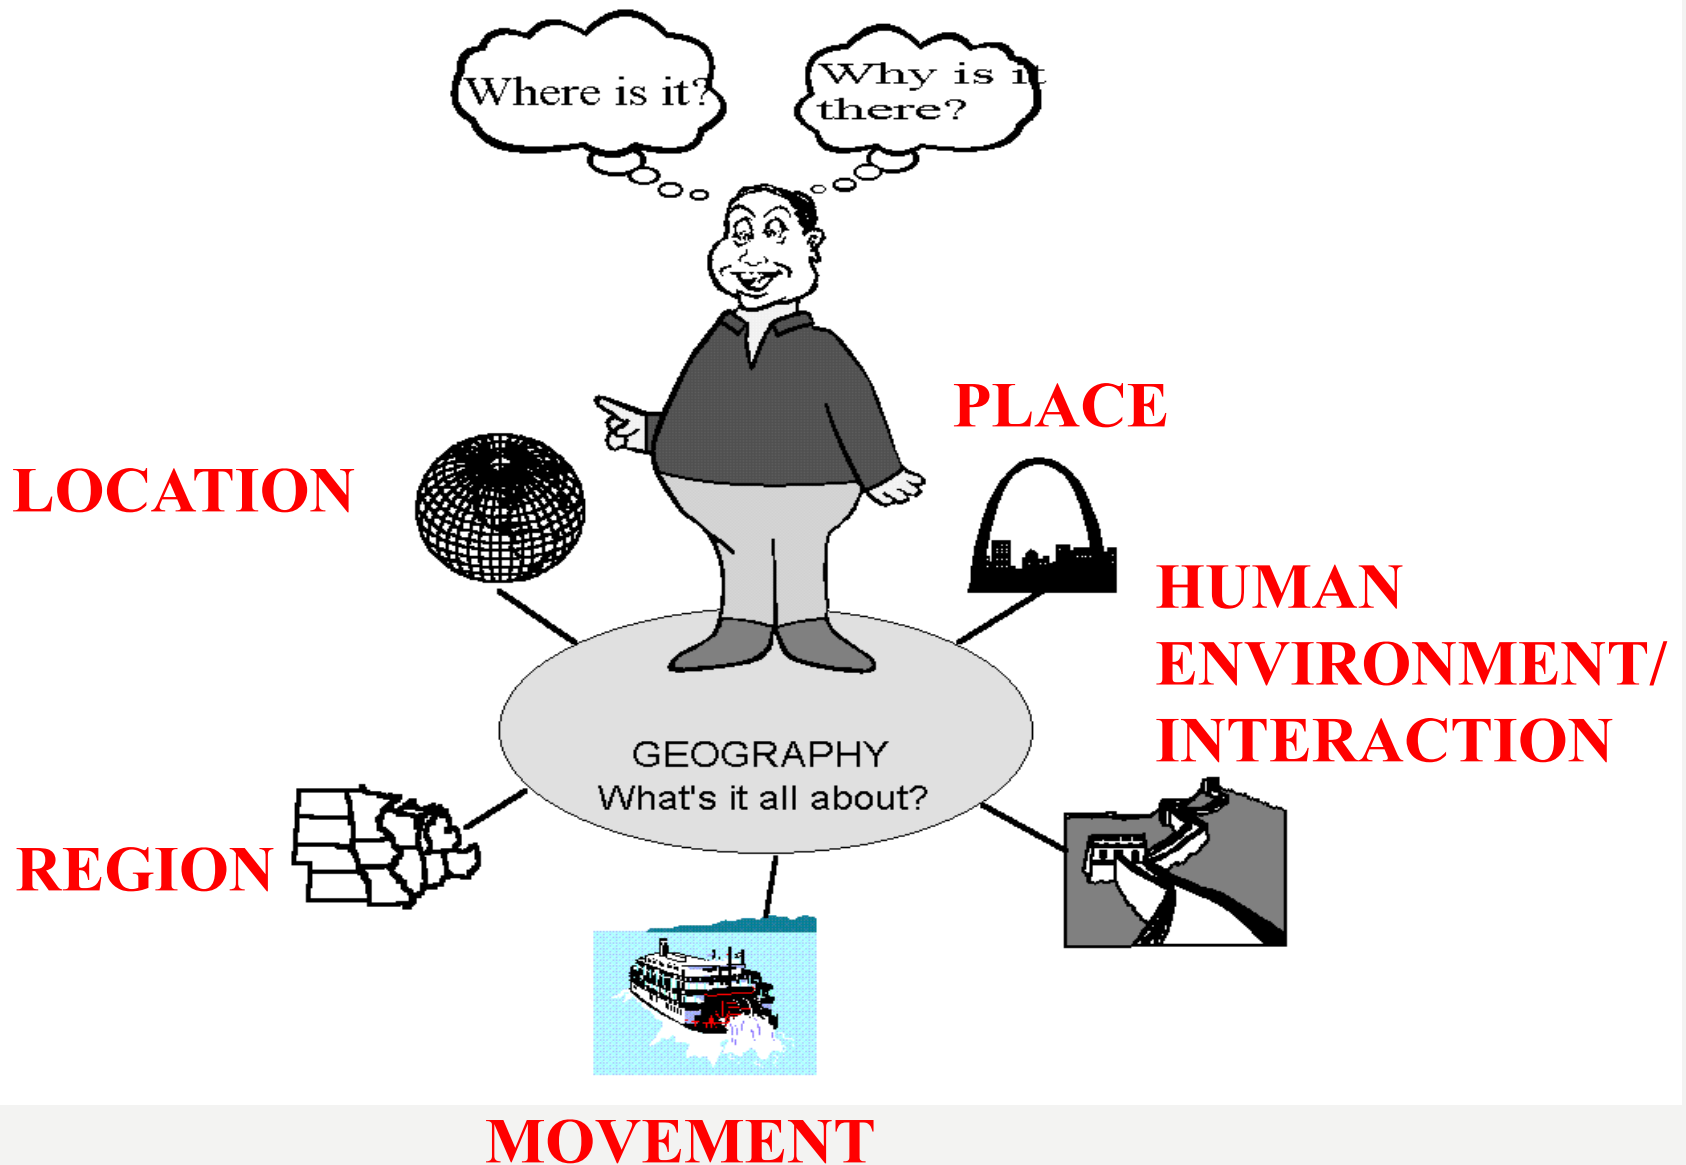 Where is it?
Why is it
there?
PLACE
LOCATION
HUMAN
ENVIRONMENT/
INTERACTION
GEOGRAPHY
What's it all about?
REGION
MOVEMENT